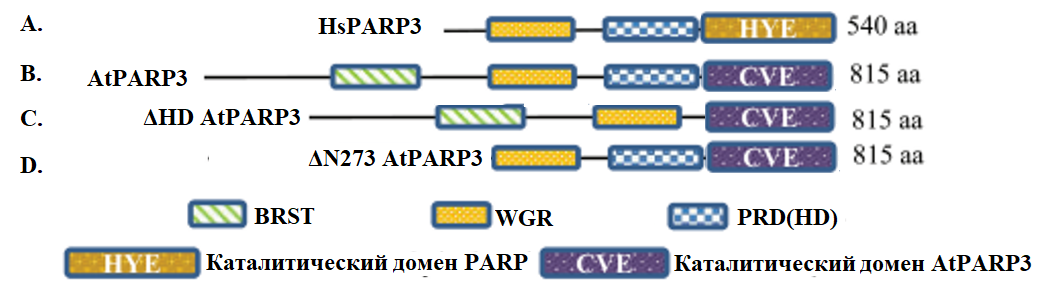 A. HsPARP3 HYE 540 aa
B. AtPARP3 CVE 815 aa
C. ΔHD AtPARP3 CVE 815 aa
D. ΔN273 AtPARP3 CVE 815 aa
BRST WGR PRD(HD)
HYE Каталитический домен PARP CVE Каталитический домен AtPARP3